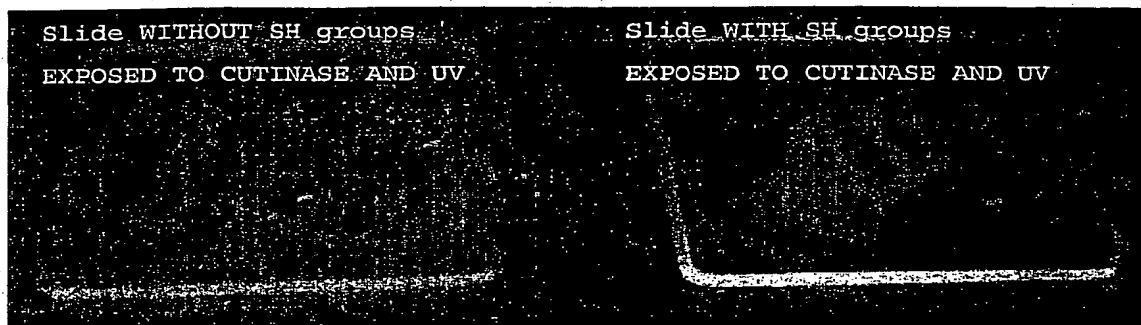 Slide WITHOUT SH groups
EXPOSED TO CUTINASE AND UV
Slide WITH SH groups
EXPOSED TO CUTINASE AND UV